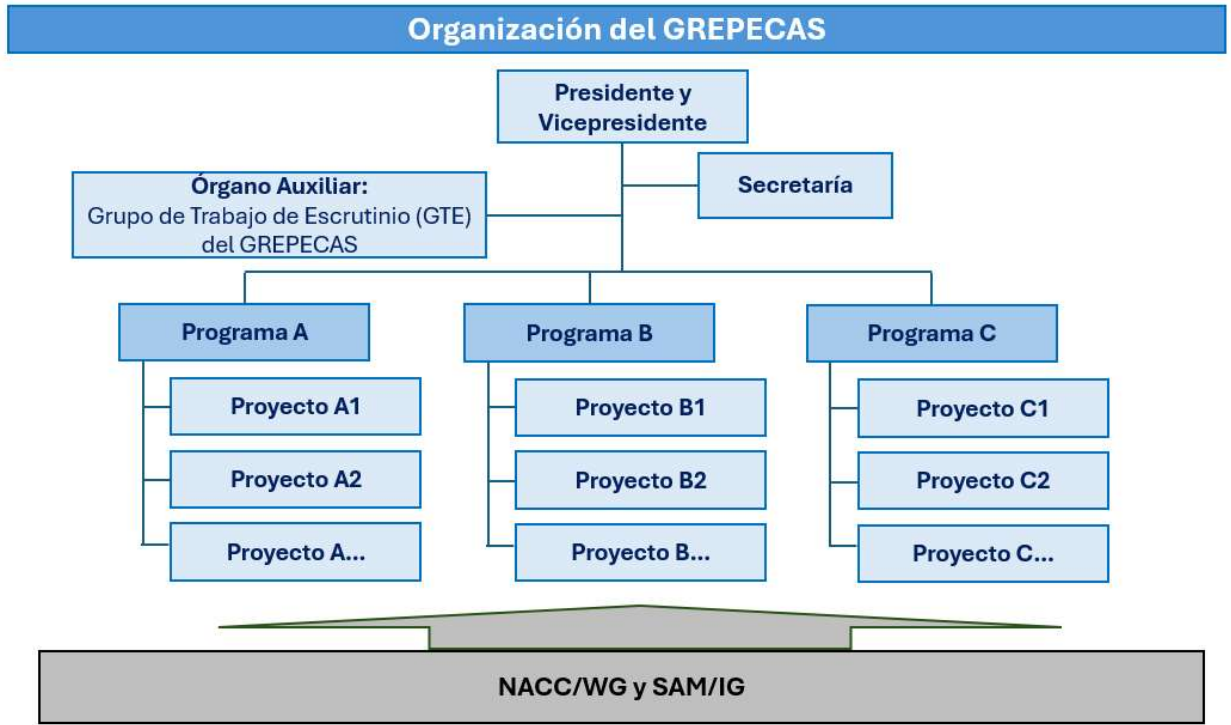 Organización del GREPECAS
Presidente y
Vicepresidente
Secretaría
Órgano Auxiliar:
Grupo de Trabajo de Escrutinio (GTE)
del GREPECAS
Programa A
Programa B
Programa C
Proyecto A1
Proyecto B1
Proyecto C1
Proyecto A2
Proyecto B2
Proyecto C2
Proyecto A...
Proyecto B...
Proyecto C...
NACC/WG y SAM/IG